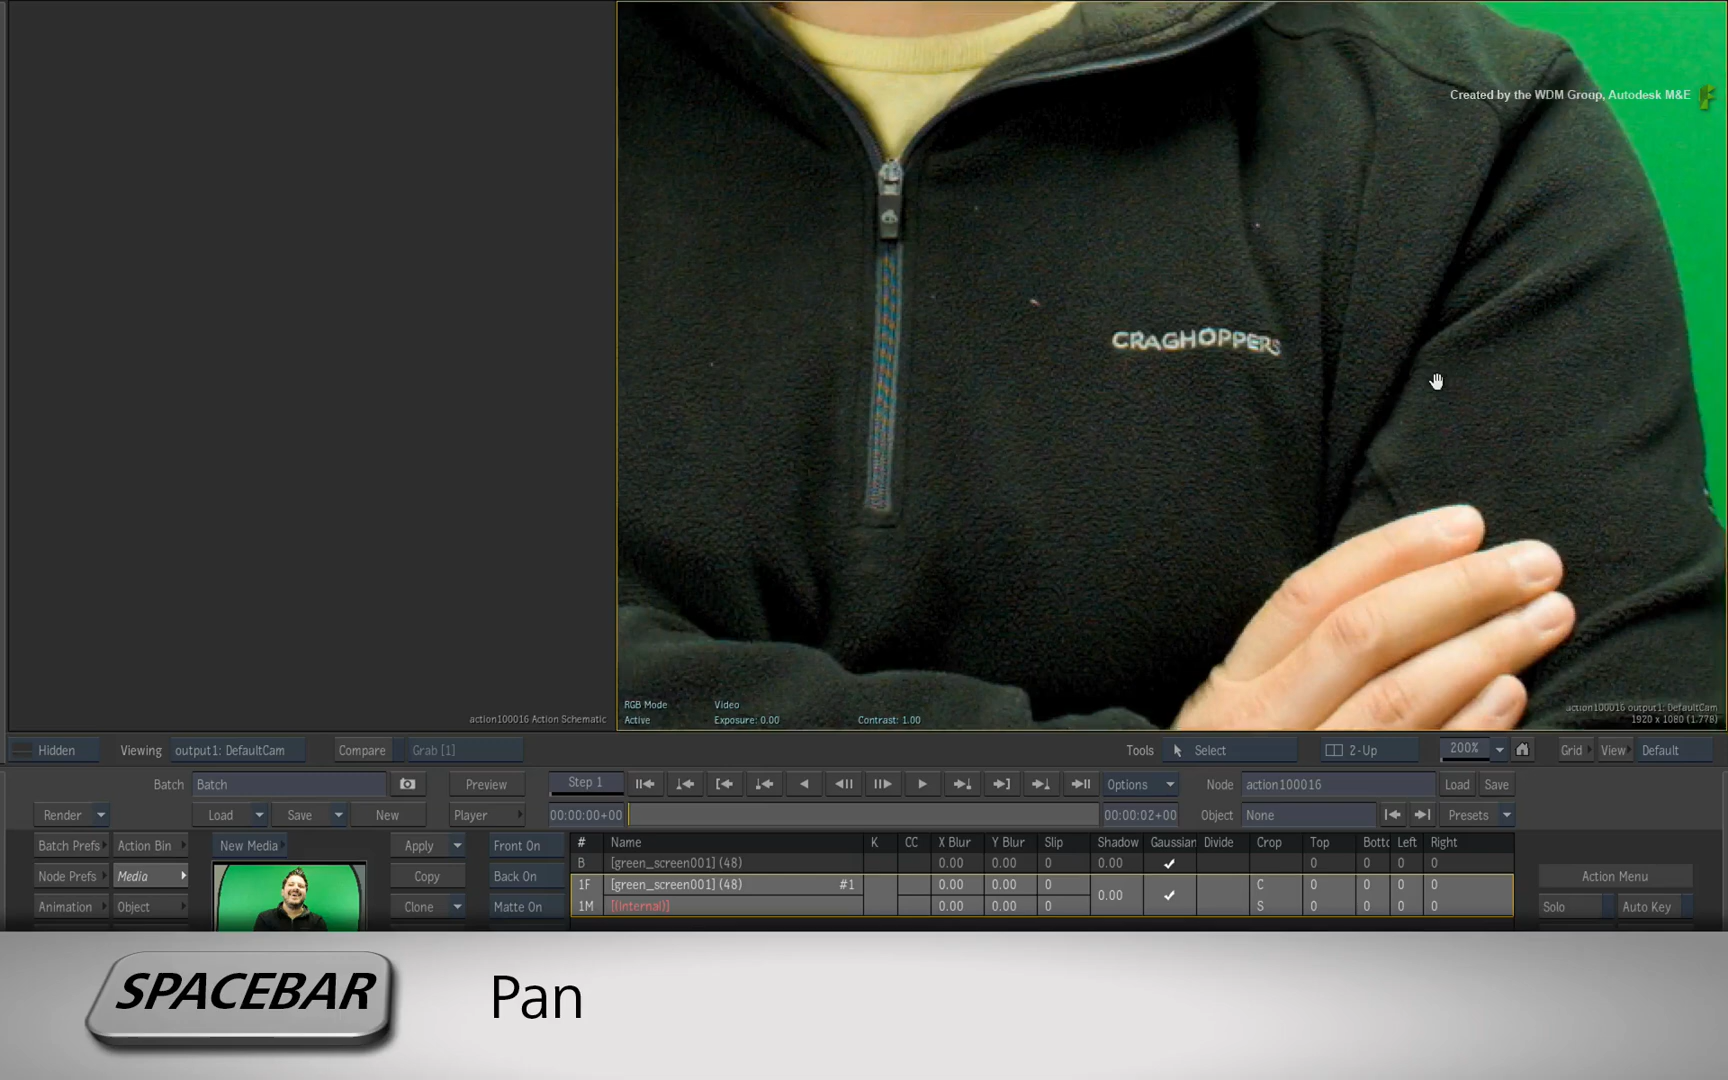 Created by the WDM Group, Autodesk M&E
CRAGHOPPERS
RGB Mode Video
Active Exposure: 0.00 Contrast: 1.00
action100016 Action Schematic
action100016 output1: DefaultCam
1920 x 1080 (1.778)
Hidden Viewing output1: DefaultCam Compare Grab [1] Tools Select 2-Up 200% Grid View Default
Batch Batch Preview Step 1 Options Node action100016 Load Save
Render Load Save New Player 00:00:00+00 00:00:02+00 Object None Presets
Batch Prefs Action Bin New Media Apply Front On # Name K CC X Blur Y Blur Slip Shadow Gaussian Divide Crop Top Bottc Left Right
B [green_screen001] (48) 0.00 0.00 0 0.00 0 0 0 0
Node Prefs Media Copy Back On 1F [green_screen001] (48) #1 0.00 0.00 0 0.00 C 0 0 0 0 Action Menu
Animation Object Clone Matte On 1M [(Internal)] 0.00 0.00 0 S 0 0 0 0 Solo Auto Key
SPACEBAR Pan